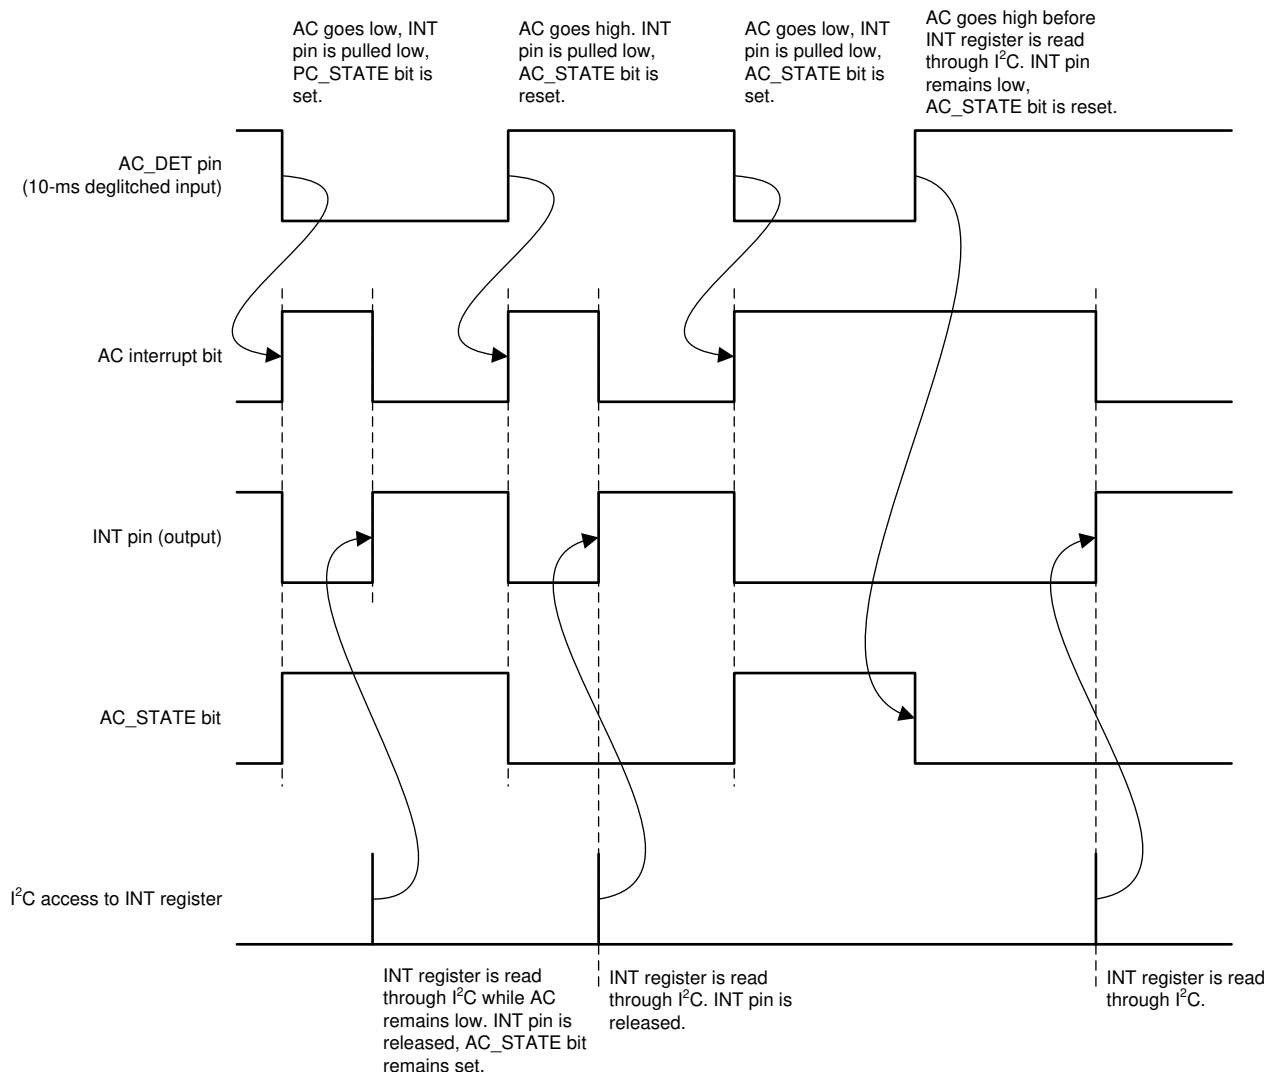 AC goes low, INT
pin is pulled low,
PC_STATE bit is
set.
AC goes high. INT
pin is pulled low,
AC_STATE bit is
reset.
AC goes low, INT
pin is pulled low,
AC_STATE bit is
set.
AC goes high before
INT register is read
through I²C. INT pin
remains low,
AC_STATE bit is reset.
AC_DET pin
(10-ms deglitched input)
AC interrupt bit
INT pin (output)
AC_STATE bit
I²C access to INT register
INT register is read
through I²C while AC
remains low. INT pin is
released, AC_STATE bit
remains set.
INT register is read
through I²C. INT pin is
released.
INT register is read
through I²C.